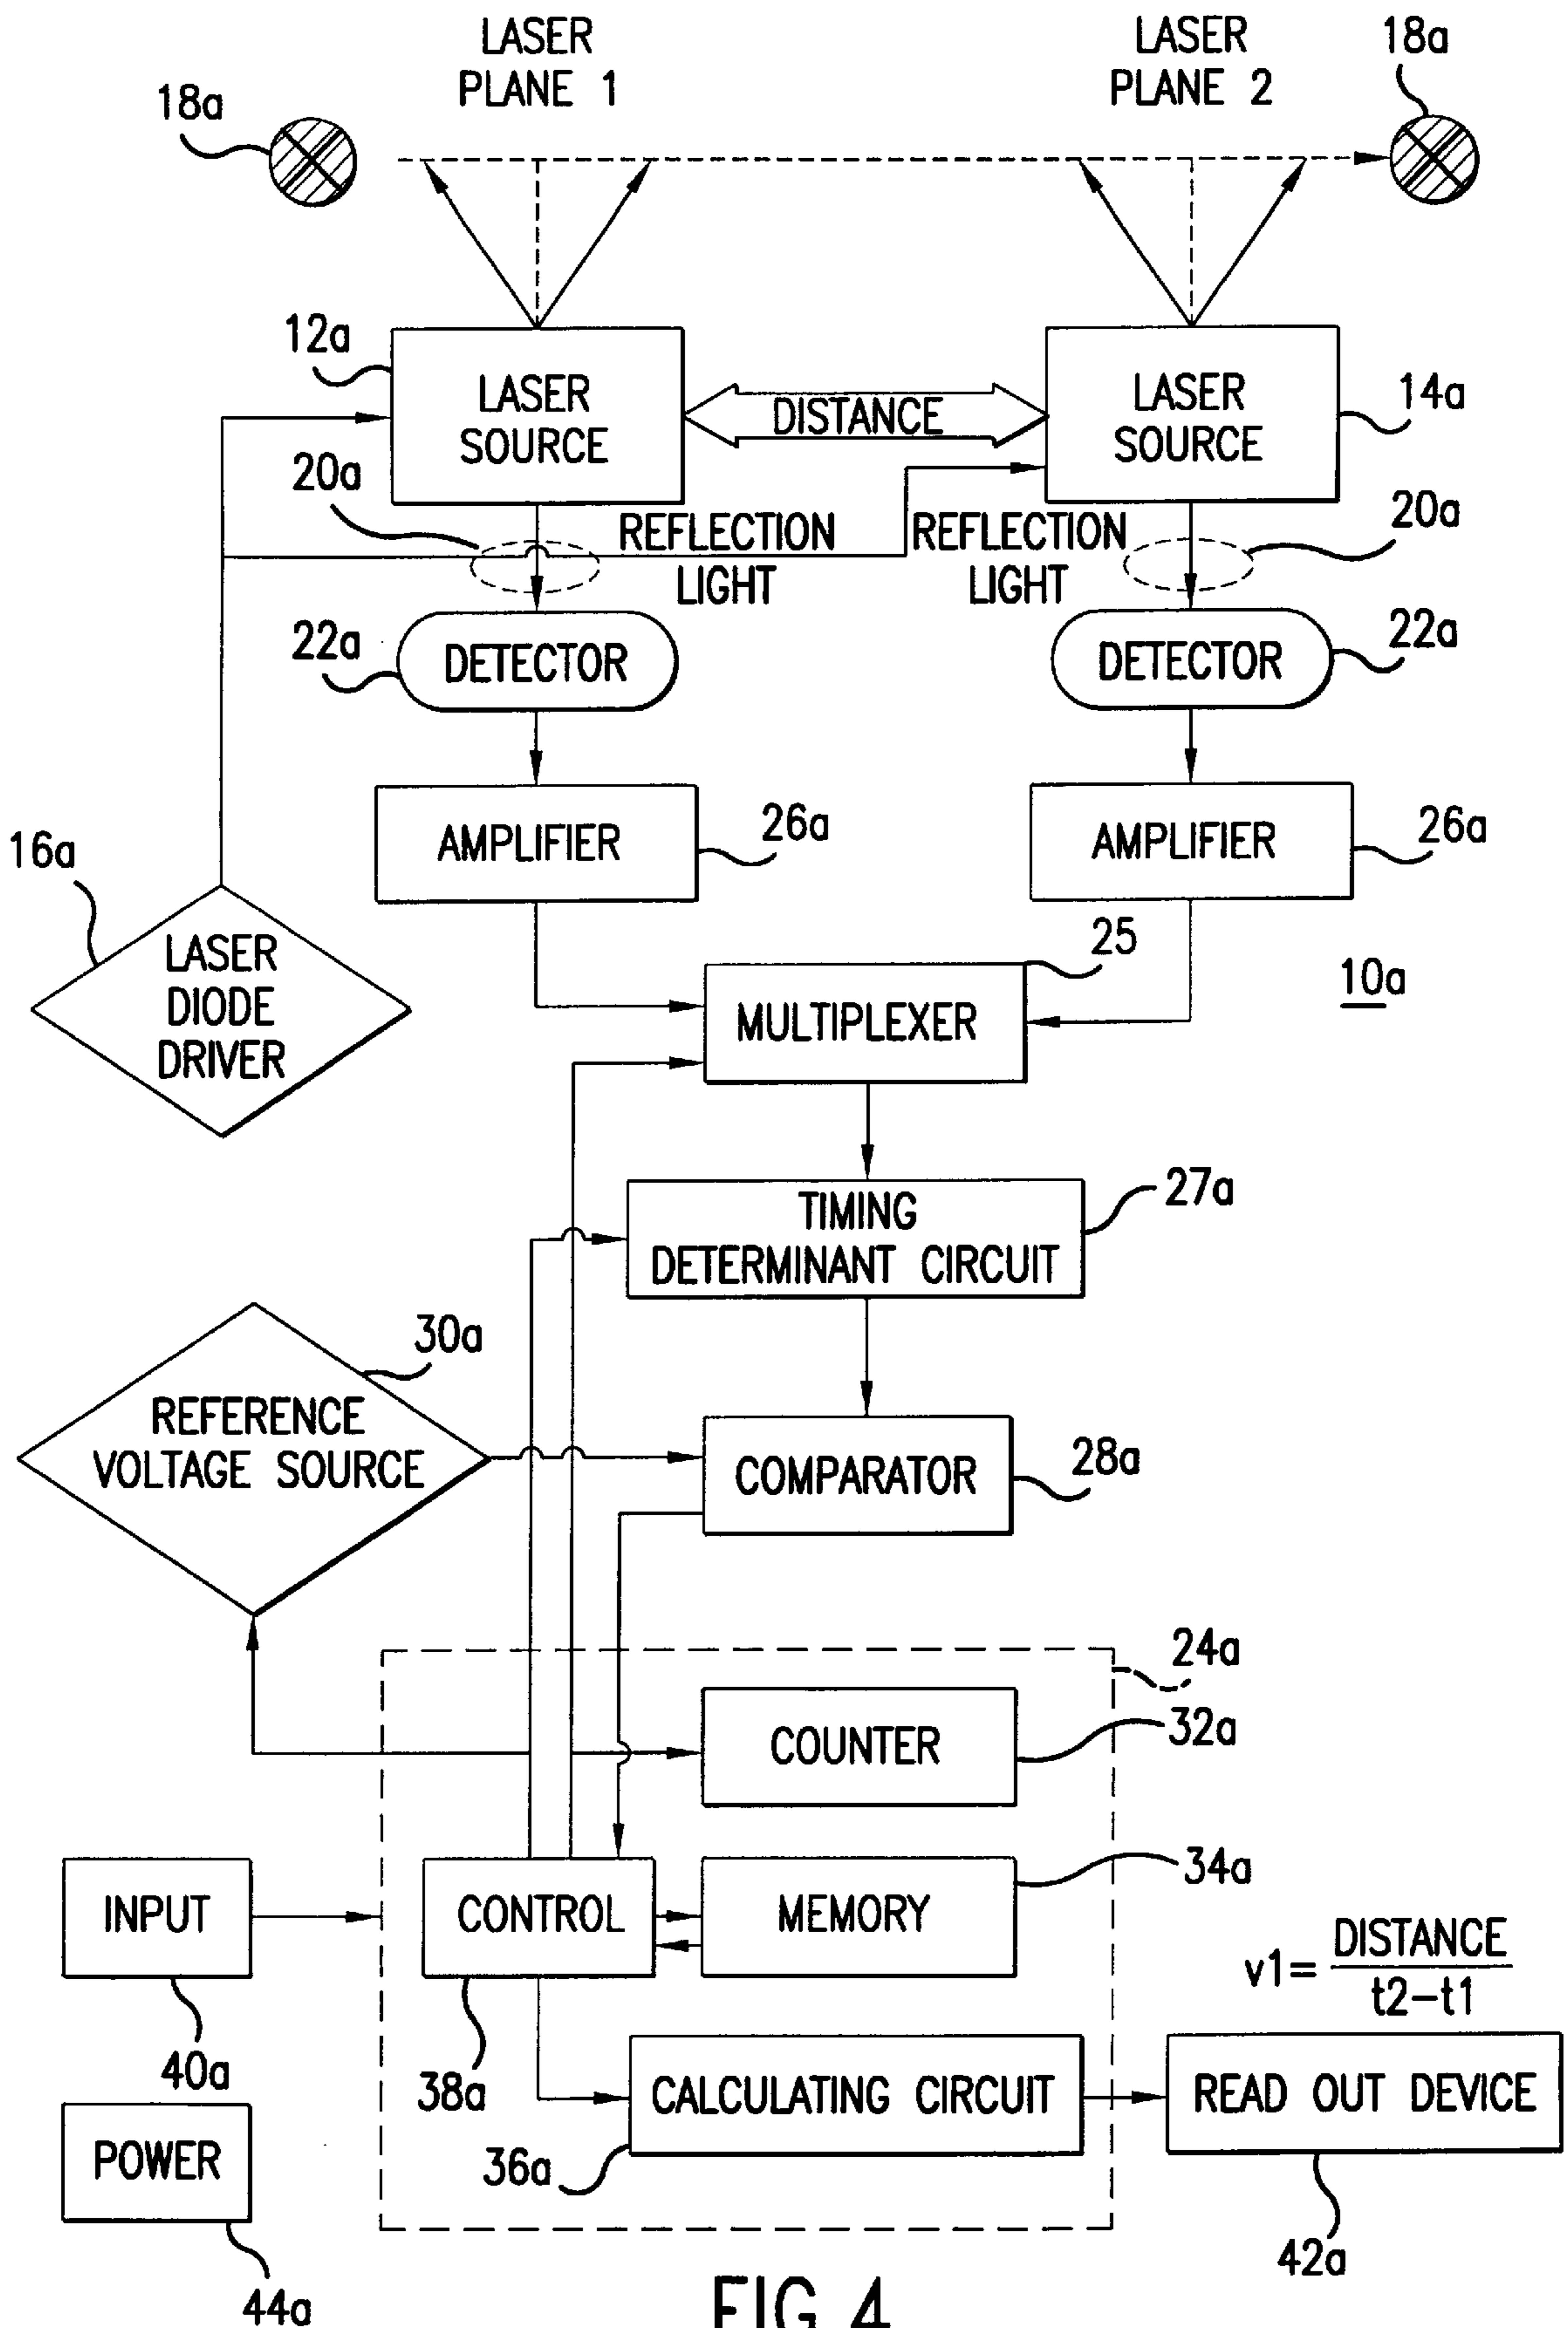 LASER
PLANE 1
LASER
PLANE 2
18a
18a
12a
LASER
SOURCE
DISTANCE
LASER
SOURCE
14a
20a
REFLECTION
LIGHT
REFLECTION
LIGHT
20a
22a
DETECTOR
DETECTOR
22a
16a
AMPLIFIER
26a
AMPLIFIER
26a
LASER
DIODE
DRIVER
25
MULTIPLEXER
10a
TIMING
DETERMINANT CIRCUIT
27a
30a
REFERENCE
VOLTAGE SOURCE
COMPARATOR
28a
24a
COUNTER
32a
INPUT
CONTROL
MEMORY
34a
v1= DISTANCE
t2-t1
40a
38a
CALCULATING CIRCUIT
READ OUT DEVICE
POWER
36a
42a
44a
FIG. 4